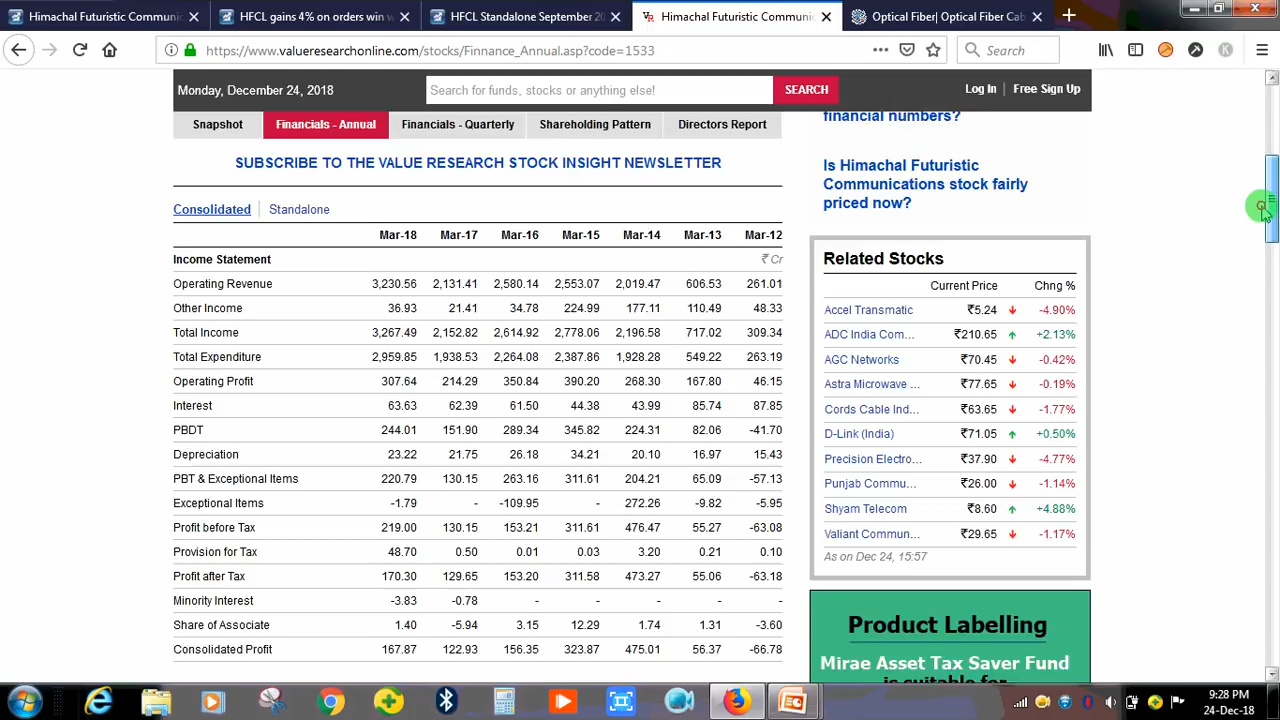 Himachal Futuristic Communic
HFCL gains 4% on orders win w
HFCL Standalone September 20
Himachal Futuristic Communic
Optical Fiber| Optical Fiber Cab
https://www.valueresearchonline.com/stocks/Finnance_Annual.asp?code=1533
Search
Monday, December 24, 2018
Search for funds, stocks or anything else!
SEARCH
Log In | Free Sign Up
Snapshot
Financials - Annual
Financials - Quarterly
Shareholding Pattern
Directors Report
SUBSCRIBE TO THE VALUE RESEARCH STOCK INSIGHT NEWSLETTER
Consolidated | Standalone
Mar-18 Mar-17 Mar-16 Mar-15 Mar-14 Mar-13 Mar-12
Income Statement ₹ Cr
Operating Revenue 3,230.56 2,131.41 2,580.14 2,553.07 2,019.47 606.53 261.01
Other Income 36.93 21.41 34.78 224.99 177.11 110.49 48.33
Total Income 3,267.49 2,152.82 2,614.92 2,778.06 2,196.58 717.02 309.34
Total Expenditure 2,959.85 1,938.53 2,264.08 2,387.86 1,928.28 549.22 263.19
Operating Profit 307.64 214.29 350.84 390.20 268.30 167.80 46.15
Interest 63.63 62.39 61.50 44.38 43.99 85.74 87.85
PBDT 244.01 151.90 289.34 345.82 224.31 82.06 -41.70
Depreciation 23.22 21.75 26.18 34.21 20.10 16.97 15.43
PBT & Exceptional Items 220.79 130.15 263.16 311.61 204.21 65.09 -57.13
Exceptional Items -1.79 - -109.95 - 272.26 -9.82 -5.95
Profit before Tax 219.00 130.15 153.21 311.61 476.47 55.27 -63.08
Provision for Tax 48.70 0.50 0.01 0.03 3.20 0.21 0.10
Profit after Tax 170.30 129.65 153.20 311.58 473.27 55.06 -63.18
Minority Interest -3.83 -0.78 - - - - -
Share of Associate 1.40 -5.94 3.15 12.29 1.74 1.31 -3.60
Consolidated Profit 167.87 122.93 156.35 323.87 475.01 56.37 -66.78
financial numbers?
Is Himachal Futuristic
Communications stock fairly
priced now?
Related Stocks
Current Price Chng %
Accel Transmatic ₹5.24 -4.90%
ADC India Com... ₹210.65 +2.13%
AGC Networks ₹70.45 -0.42%
Astra Microwave ... ₹77.65 -0.19%
Cords Cable Ind... ₹63.65 -1.77%
D-Link (India) ₹71.05 +0.50%
Precision Electro... ₹37.90 -4.77%
Punjab Commu... ₹26.00 -1.14%
Shyam Telecom ₹8.60 +4.88%
Valiant Commun... ₹29.65 -1.17%
As on Dec 24, 15:57
Product Labelling
Mirae Asset Tax Saver Fund
is suitable for
9:28 PM
24-Dec-18